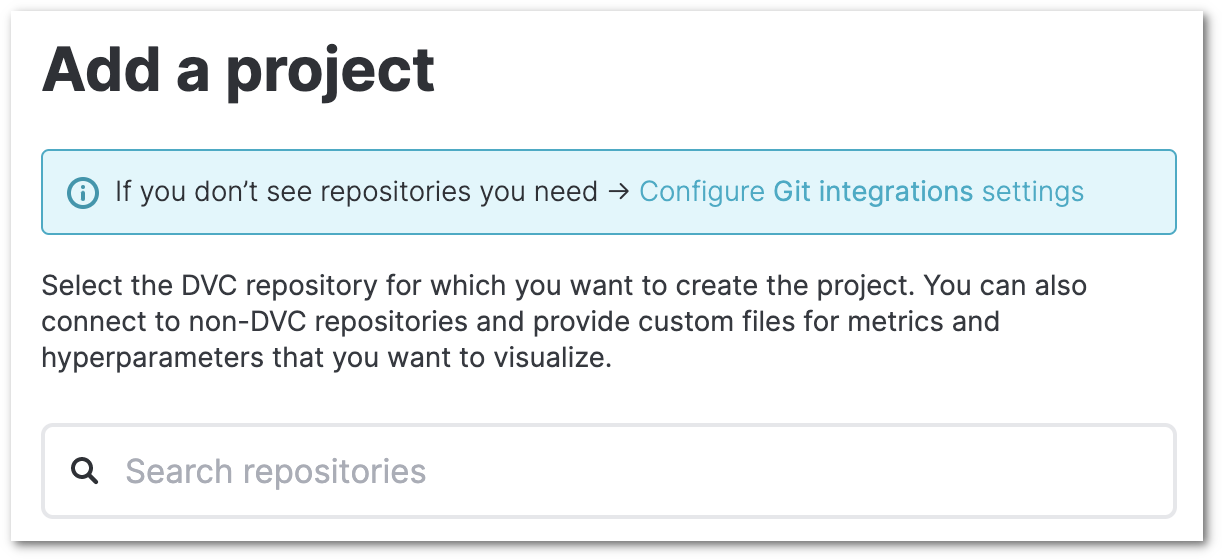 Add a project
If you don’t see repositories you need → Configure Git integrations settings
Select the DVC repository for which you want to create the project. You can also
connect to non-DVC repositories and provide custom files for metrics and
hyperparameters that you want to visualize.
Search repositories